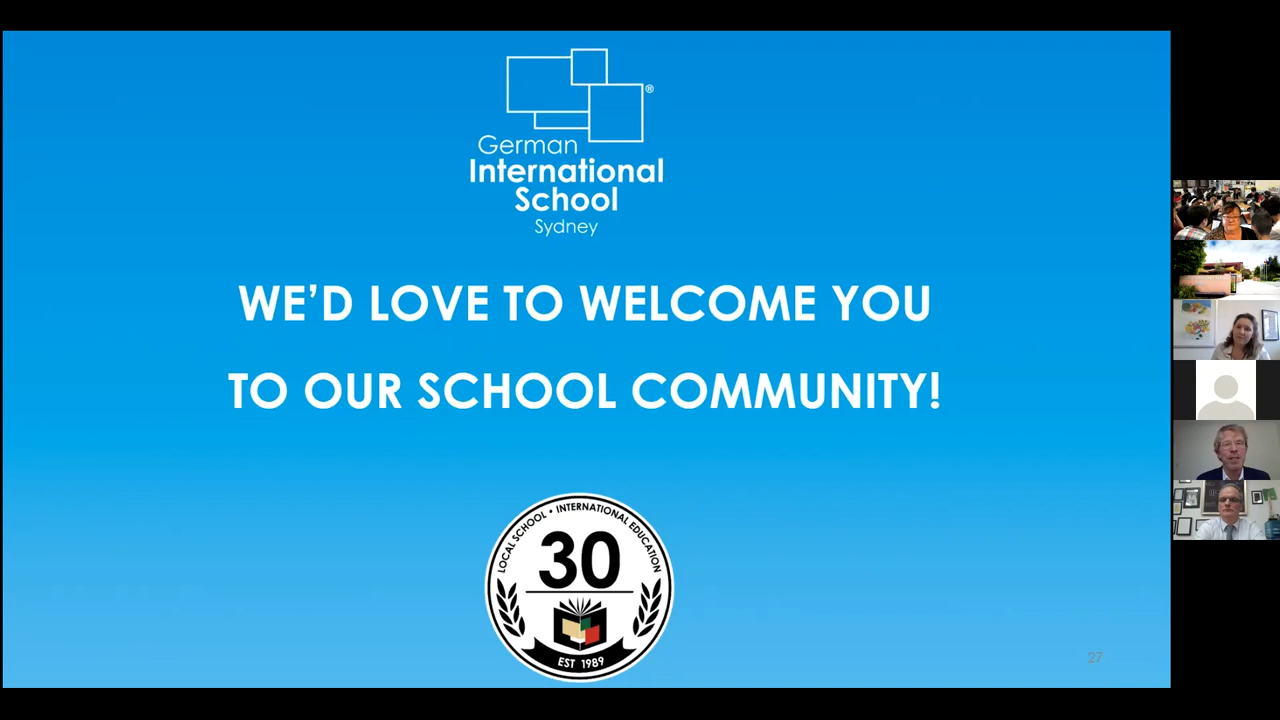 ®
German
International
School
Sydney
WE’D LOVE TO WELCOME YOU
TO OUR SCHOOL COMMUNITY!
LOCAL SCHOOL • INTERNATIONAL EDUCATION
30
EST 1989
27